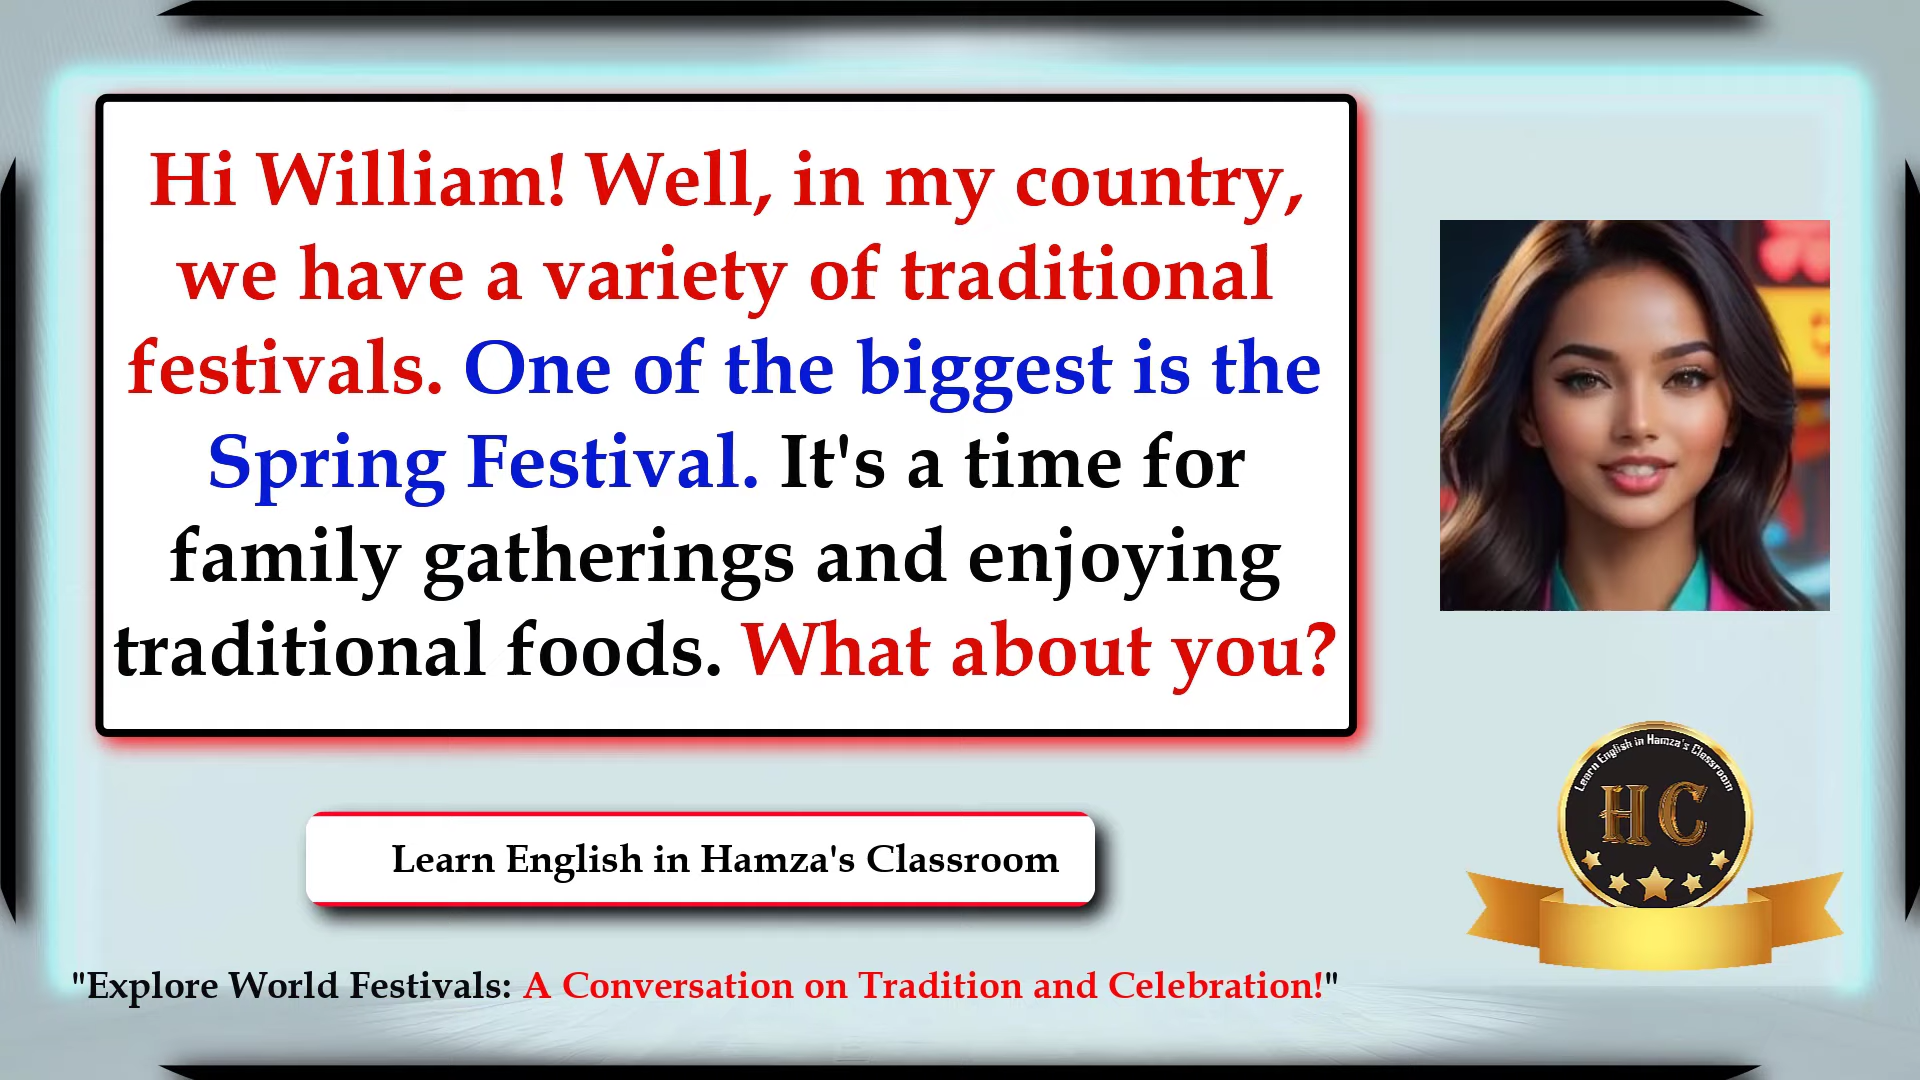 Hi William! Well, in my country,
we have a variety of traditional
festivals. One of the biggest is the
Spring Festival. It's a time for
family gatherings and enjoying
traditional foods. What about you?
Learn English in Hamza's Classroom
HC
Learn English in Hamza's Classroom
"Explore World Festivals: A Conversation on Tradition and Celebration!"